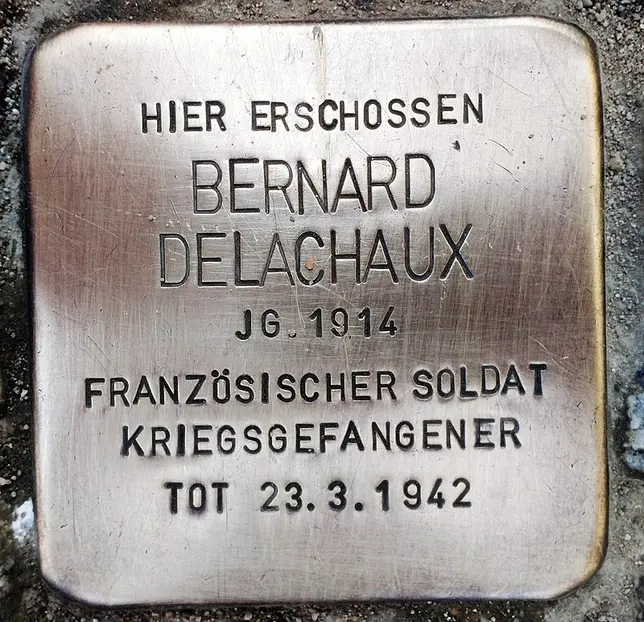 HIER ERSCHOSSEN
BERNARD
DELACHAUX
JG. 1914
FRANZÖSISCHER SOLDAT
KRIEGSGEFANGENER
TOT 23.3.1942